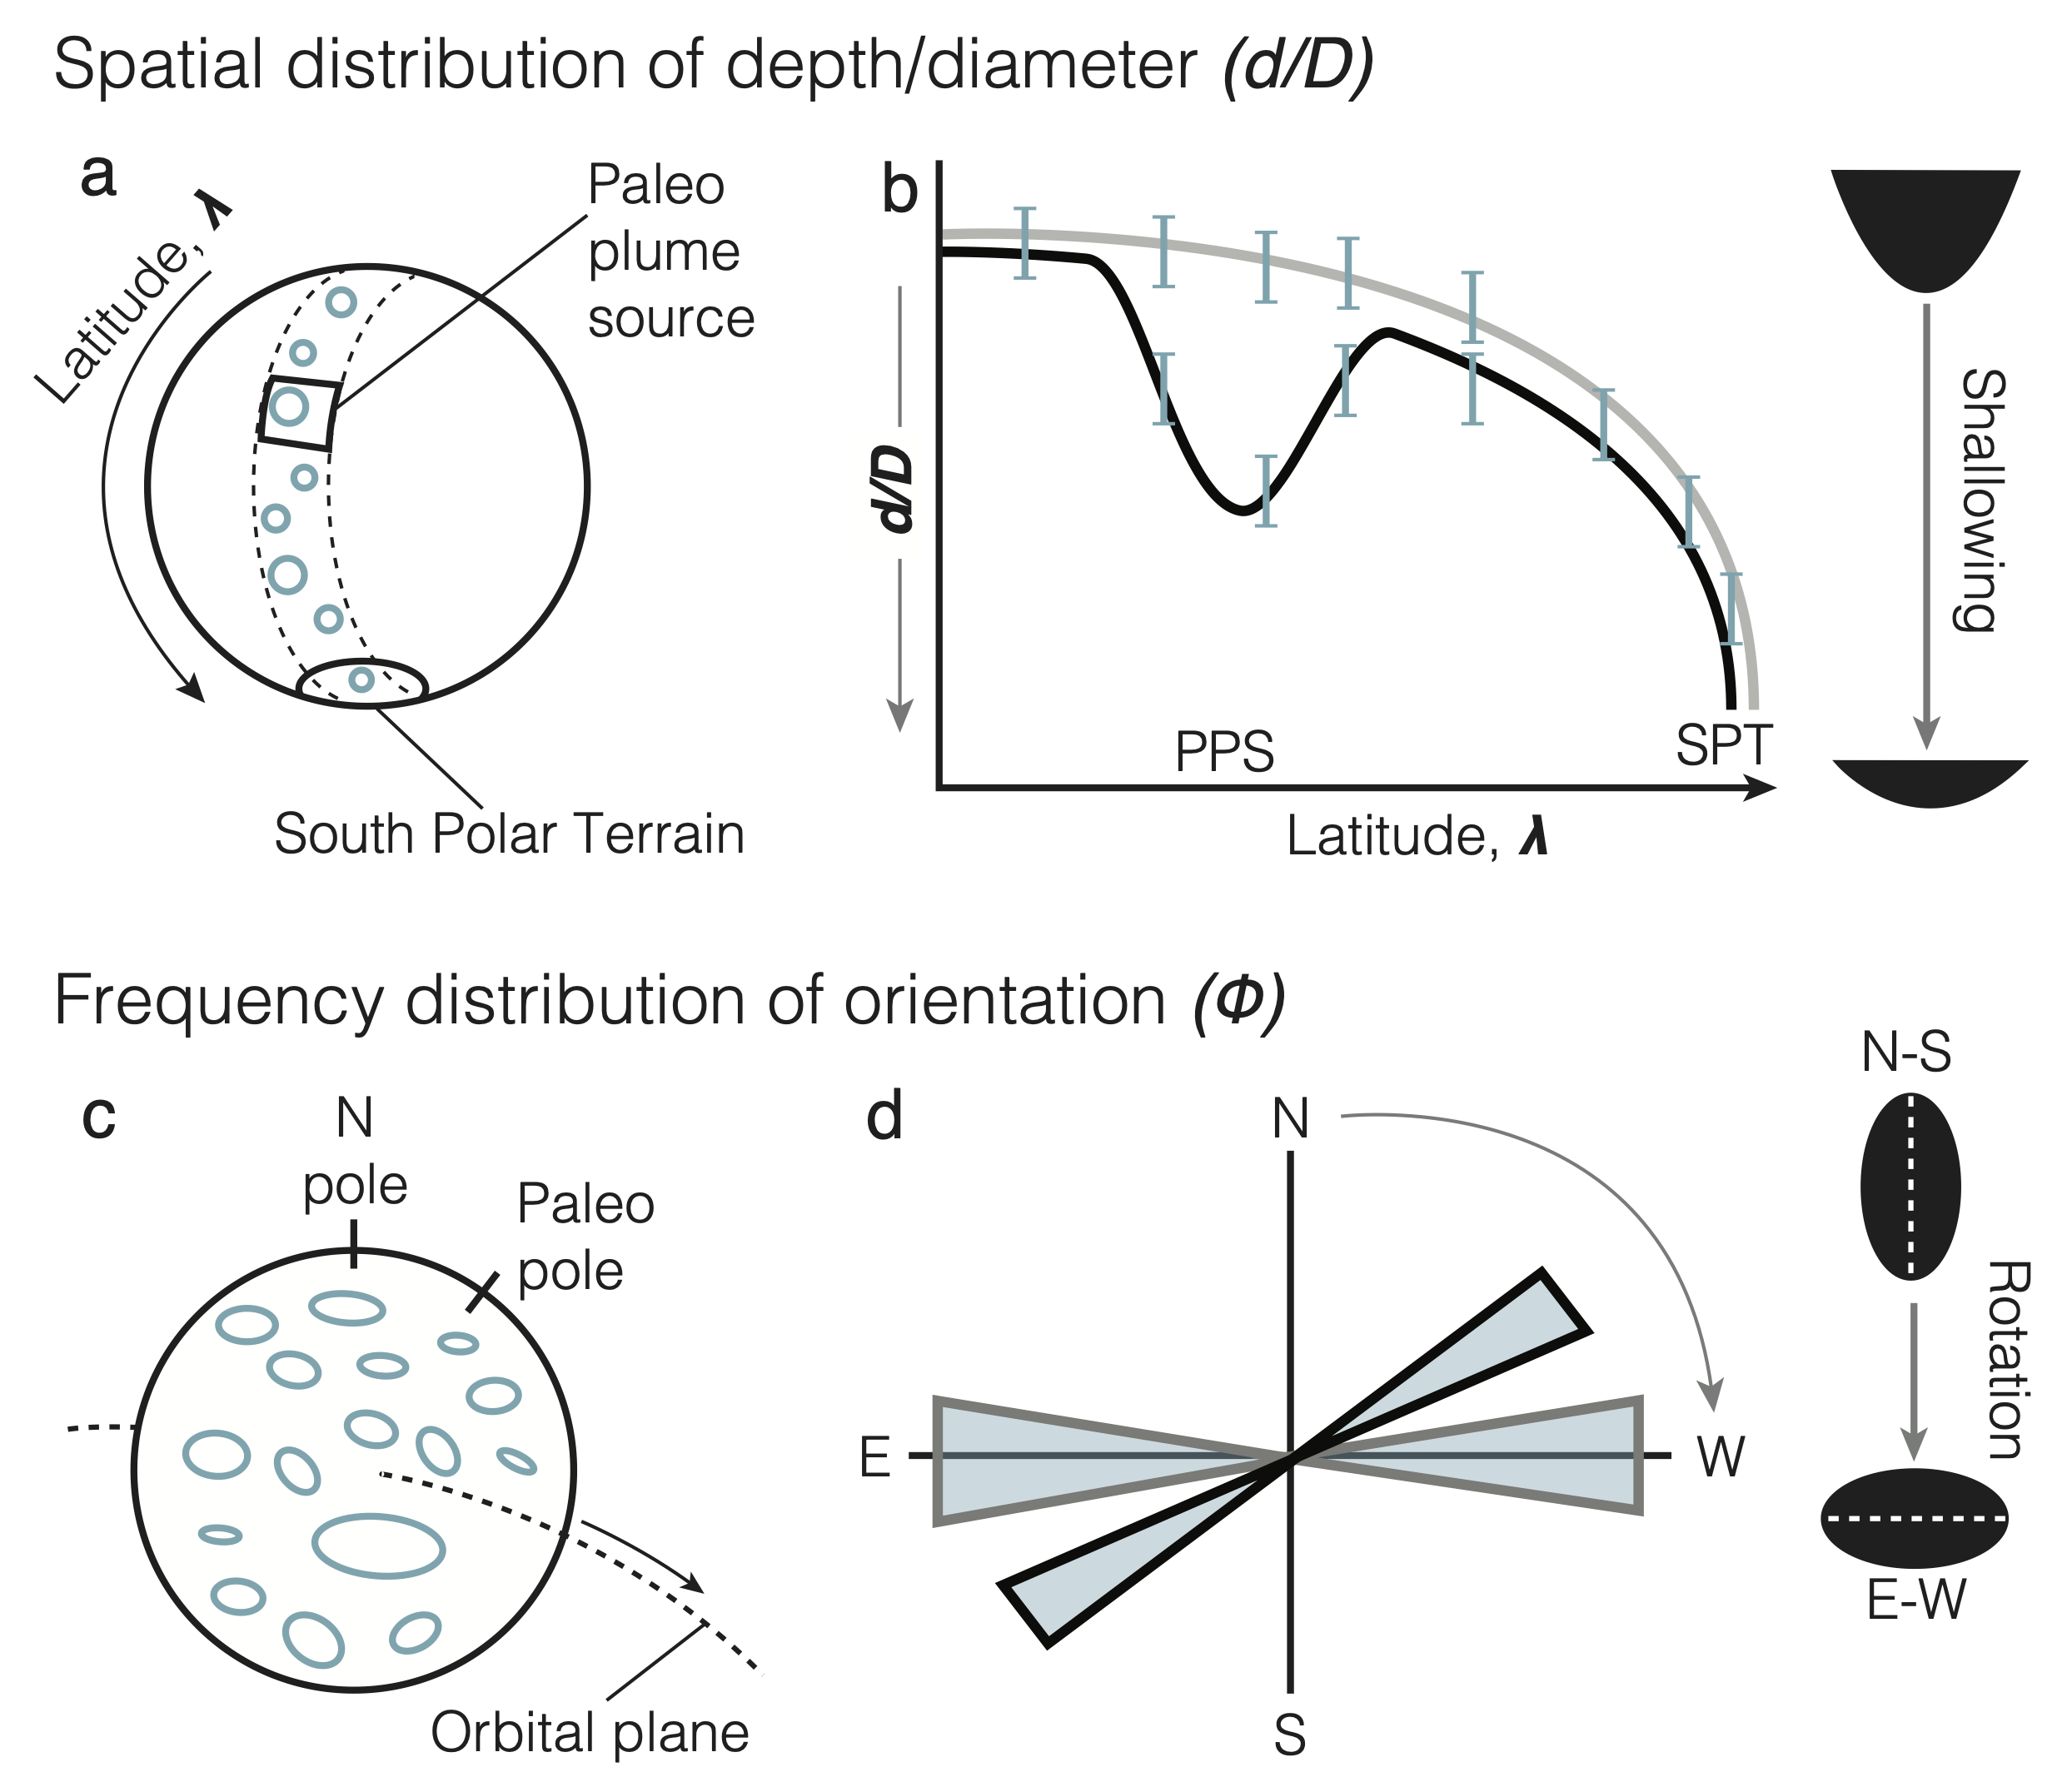 Spatial distribution of depth/diameter (d/D)
a
Latitude, λ
Paleo
plume
source
South Polar Terrain
b
d/D
PPS
SPT
Latitude, λ
Shallowing
Frequency distribution of orientation (Φ)
c
N
pole
Paleo
pole
Orbital plane
d
N
E
W
S
N-S
Rotation
E-W